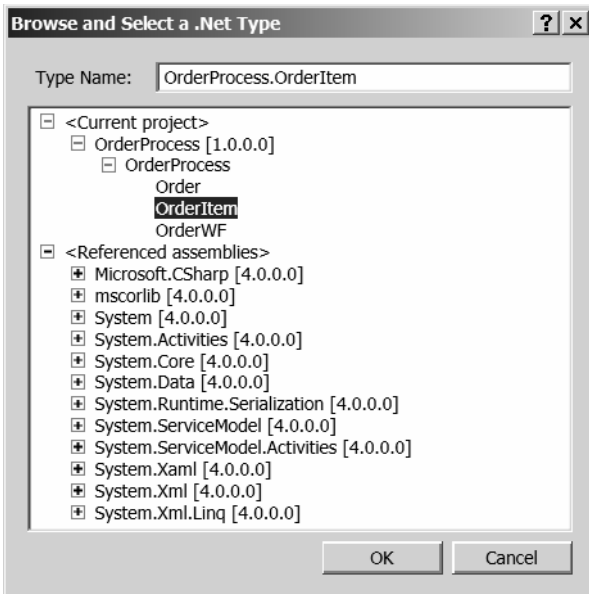 Browse and Select a .Net Type
Type Name: OrderProcess.OrderItem
<Current project>
OrderProcess [1.0.0.0]
OrderProcess
Order
OrderItem
OrderWF
<Referenced assemblies>
Microsoft.CSharp [4.0.0.0]
mscorlib [4.0.0.0]
System [4.0.0.0]
System.Activities [4.0.0.0]
System.Core [4.0.0.0]
System.Data [4.0.0.0]
System.Runtime.Serialization [4.0.0.0]
System.ServiceModel [4.0.0.0]
System.ServiceModel.Activities [4.0.0.0]
System.Xaml [4.0.0.0]
System.Xml [4.0.0.0]
System.Xml.Linq [4.0.0.0]
OK Cancel